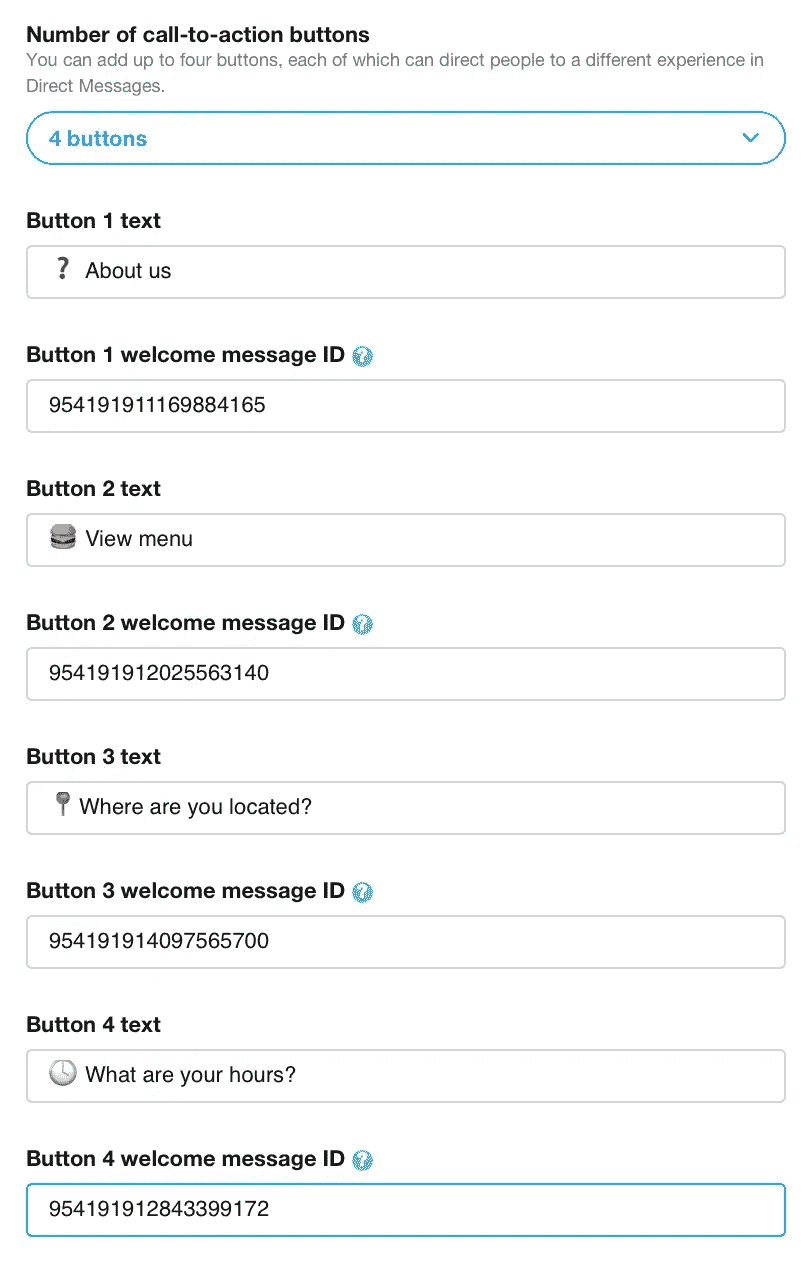 Number of call-to-action buttons
You can add up to four buttons, each of which can direct people to a different experience in
Direct Messages.
4 buttons
Button 1 text
❓ About us
Button 1 welcome message ID ?
954191911169884165
Button 2 text
🍔 View menu
Button 2 welcome message ID ?
954191912025563140
Button 3 text
📍 Where are you located?
Button 3 welcome message ID ?
954191914097565700
Button 4 text
🕓 What are your hours?
Button 4 welcome message ID ?
954191912843399172